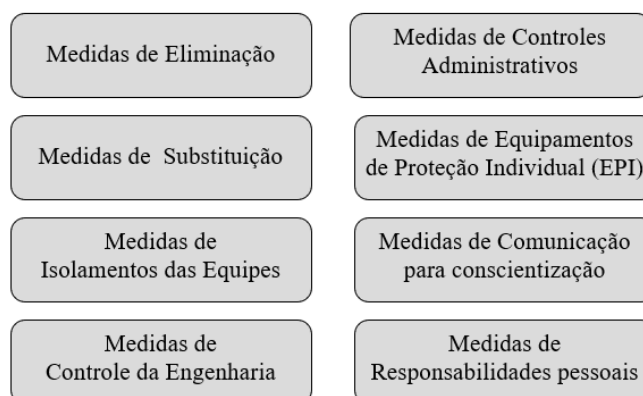 Medidas de Eliminação
Medidas de Controles
Administrativos
Medidas de Substituição
Medidas de Equipamentos
de Proteção Individual (EPI)
Medidas de
Isolamentos das Equipes
Medidas de Comunicação
para conscientização
Medidas de
Controle da Engenharia
Medidas de
Responsabilidades pessoais